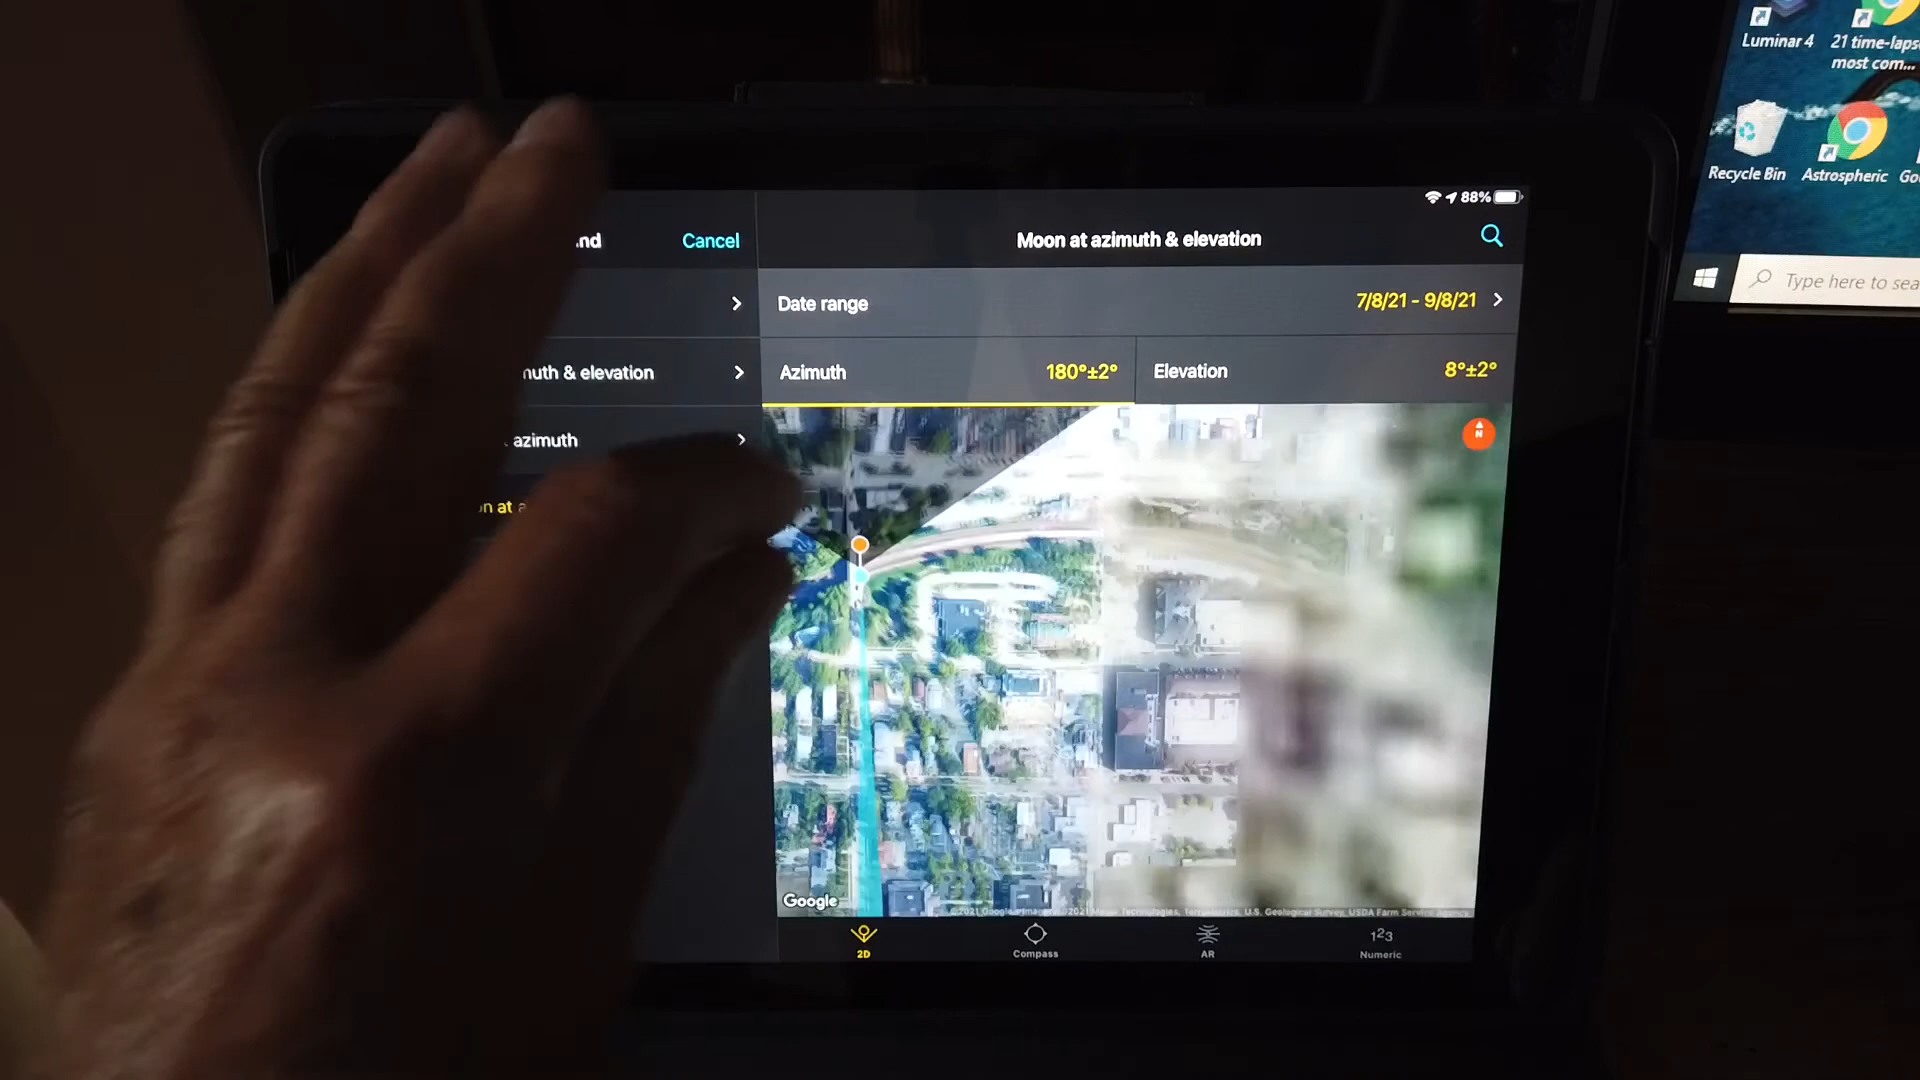 Luminar 4
21 time-laps
most com...
Recycle Bin
Astrospheric
Type here to sea
88%
Cancel
Moon at azimuth & elevation
Date range
7/8/21 - 9/8/21
Azimuth
180°±2°
Elevation
8°±2°
& elevation
azimuth
at
N
Google
2D
Compass
AR
123
Numeric